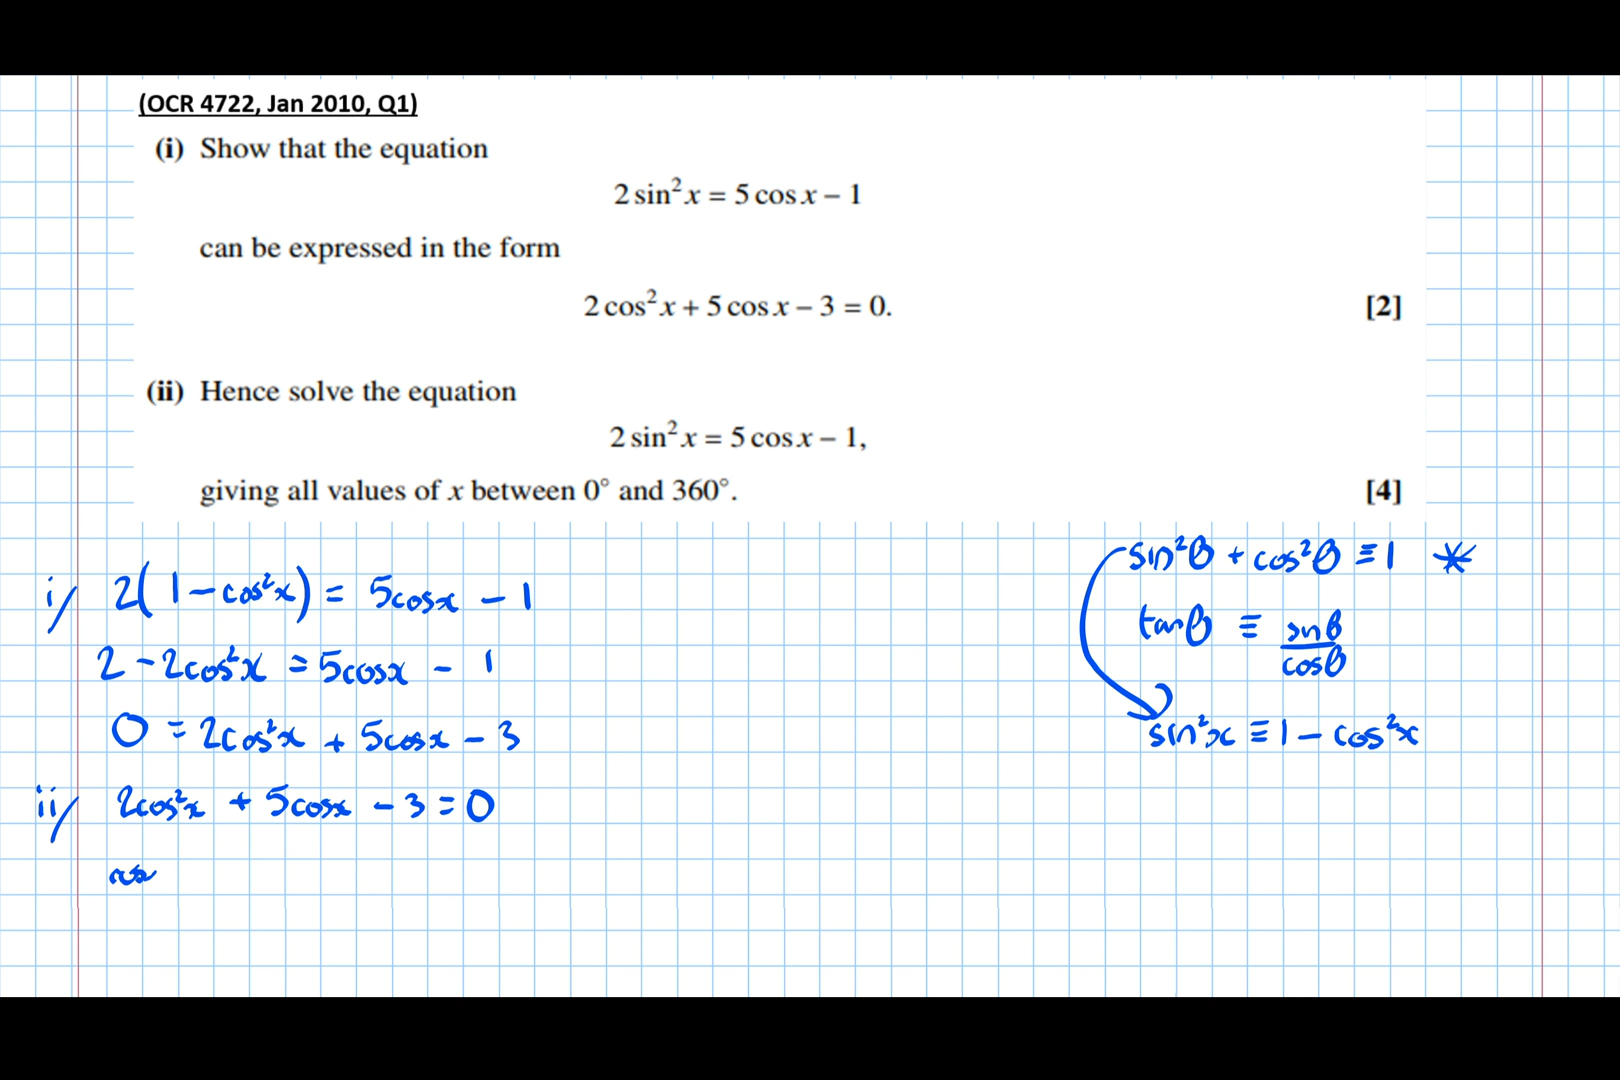 (OCR 4722, Jan 2010, Q1)
(i) Show that the equation
2 sin²x = 5 cos x − 1
can be expressed in the form
2 cos²x + 5 cos x − 3 = 0. [2]
(ii) Hence solve the equation
2 sin²x = 5 cos x − 1,
giving all values of x between 0° and 360°. [4]
i/ 2(1 − cos²x) = 5cosx − 1
2 − 2cos²x = 5cosx − 1
0 = 2cos²x + 5cosx − 3
ii/ 2cos²x + 5cosx − 3 = 0
sin²θ + cos²θ ≡ 1 *
tanθ ≡ sinθ/cosθ
sin²x ≡ 1 − cos²x